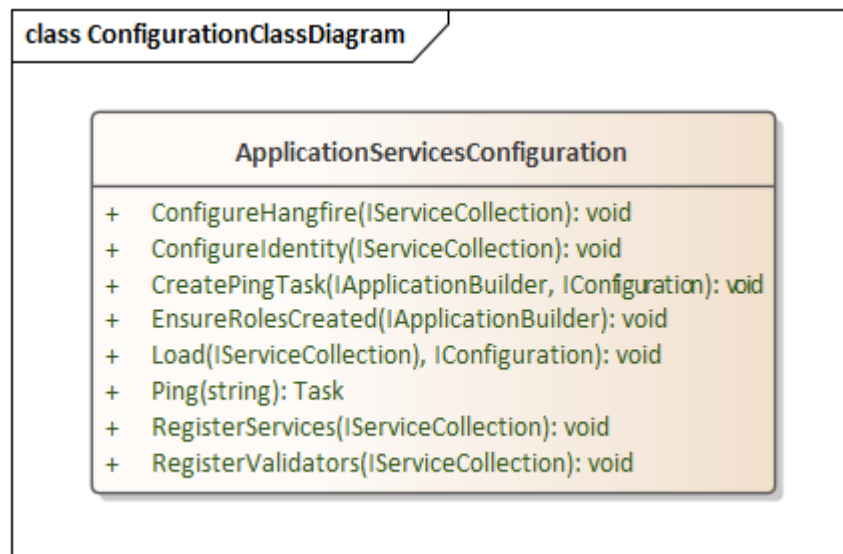 class ConfigurationClassDiagram
ApplicationServicesConfiguration
+ ConfigureHangfire(IServiceCollection): void
+ ConfigureIdentity(IServiceCollection): void
+ CreatePingTask(IApplicationBuilder, IConfiguration): void
+ EnsureRolesCreated(IApplicationBuilder): void
+ Load(IServiceCollection), IConfiguration): void
+ Ping(string): Task
+ RegisterServices(IServiceCollection): void
+ RegisterValidators(IServiceCollection): void